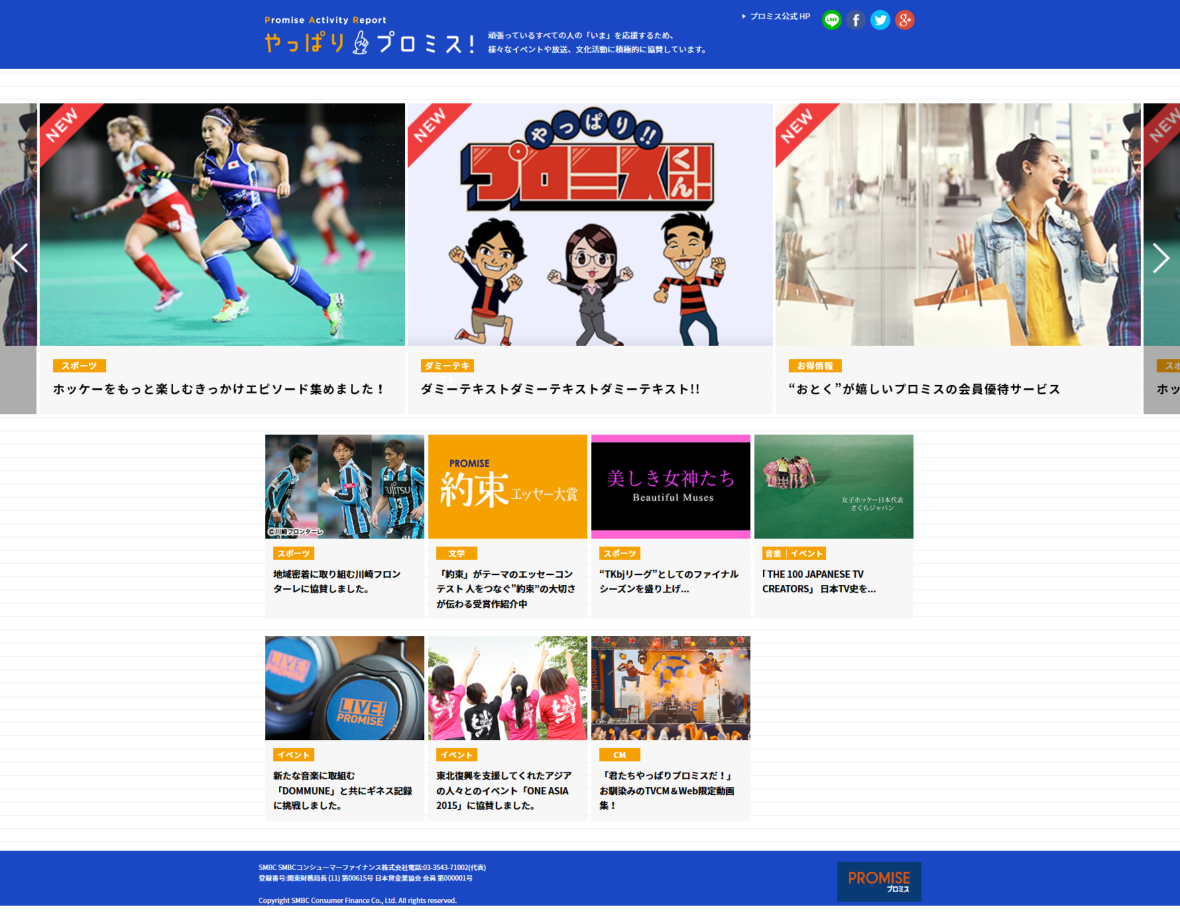 Promise Activity Report
やっぱりプロミス!
頑張っているすべての人の「いま」を応援するため、
様々なイベントや放送、文化活動に積極的に協賛しています。
プロミス公式 HP
LINE
NEW
NEW
NEW
NEW
やっぱり!!
プロミスくん!
スポーツ
ホッケーをもっと楽しむきっかけエピソード集めました!
ダミーテキ
ダミーテキストダミーテキストダミーテキスト!!
お得情報
“おとく”が嬉しいプロミスの会員優待サービス
スポ
ホッ
FUJITSU
©川崎フロンターレ
PROMISE
約束エッセー大賞
美しき女神たち
Beautiful Muses
女子ホッケー日本代表
さくらジャパン
スポーツ
地域密着に取り組む川崎フロン
ターレに協賛しました。
文学
「約束」がテーマのエッセーコン
テスト 人をつなぐ”約束”の大切さ
が伝わる受賞作紹介中
スポーツ
“TKbjリーグ”としてのファイナル
シーズンを盛り上げ...
音楽｜イベント
「THE 100 JAPANESE TV
CREATORS」 日本TV史を...
LIVE!
LIVE!
PROMISE
PROMISE
イベント
新たな音楽に取組む
「DOMMUNE」と共にギネス記録
に挑戦しました。
イベント
東北復興を支援してくれたアジア
の人々とのイベント「ONE ASIA
2015」に協賛しました。
CM
「君たちやっぱりプロミスだ！」
お馴染みのTVCM＆Web限定動画
集！
SMBC SMBCコンシューマーファイナンス株式会社電話:03-3543-71002(代表)
登録番号:関東財務局長 (11) 第00615号 日本貸金業協会 会員 第000001号
Copyright SMBC Consumer Finance Co., Ltd. All rights reserved.
PROMISE
プロミス